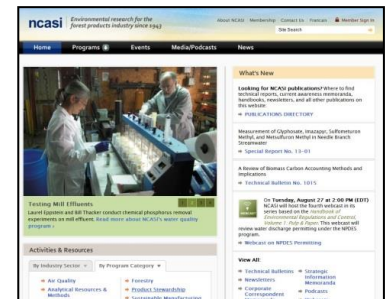 ncasi
Environmental research for the
forest products industry since 1943
About NCASI Membership Contact Us Francais Member Sign In
Site Search
Home Programs Events Media/Podcasts News
Testing Mill Effluents
Laurel Eppstein and Bill Thacker conduct chemical phosphorus removal
experiments on mill effluent. Read more about NCASI's water quality
program ›
Activities & Resources
By Industry Sector By Program Category
Air Quality
Analytical Resources &
Methods
Forestry
Product Stewardship
Sustainable Manufacturing
What's New
Looking for NCASI publications? Where to find
technical reports, current awareness memoranda,
handbooks, newsletters, and all other publications on
this website.
PUBLICATIONS DIRECTORY
Measurement of Glyphosate, Imazapyr, Sulfometuron
Methyl, and Metsulfuron Methyl in Needle Branch
Streamwater
Special Report No. 13-01
A Review of Biomass Carbon Accounting Methods and
Implications
Technical Bulletin No. 1015
On Tuesday, August 27 at 2:00 PM (EDT)
NCASI will host the fourth webcast in its
series based on the Handbook of
Environmental Regulations and Control,
Volume 1: Pulp & Paper. This webcast will
review water discharge permitting under the NPDES
program.
Webcast on NPDES Permitting
View All:
Technical Bulletins
Newsletters
Corporate
Correspondent
Strategic
Information
Memoranda
Podcasts